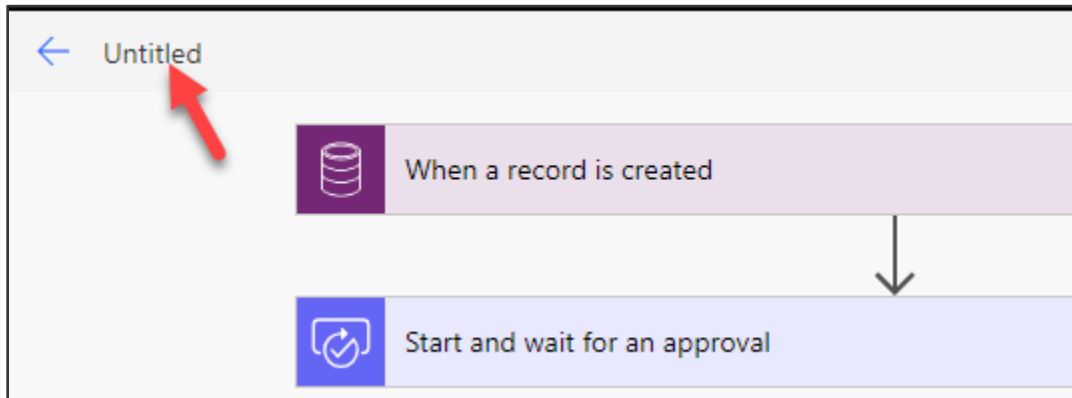 Untitled
When a record is created
Start and wait for an approval